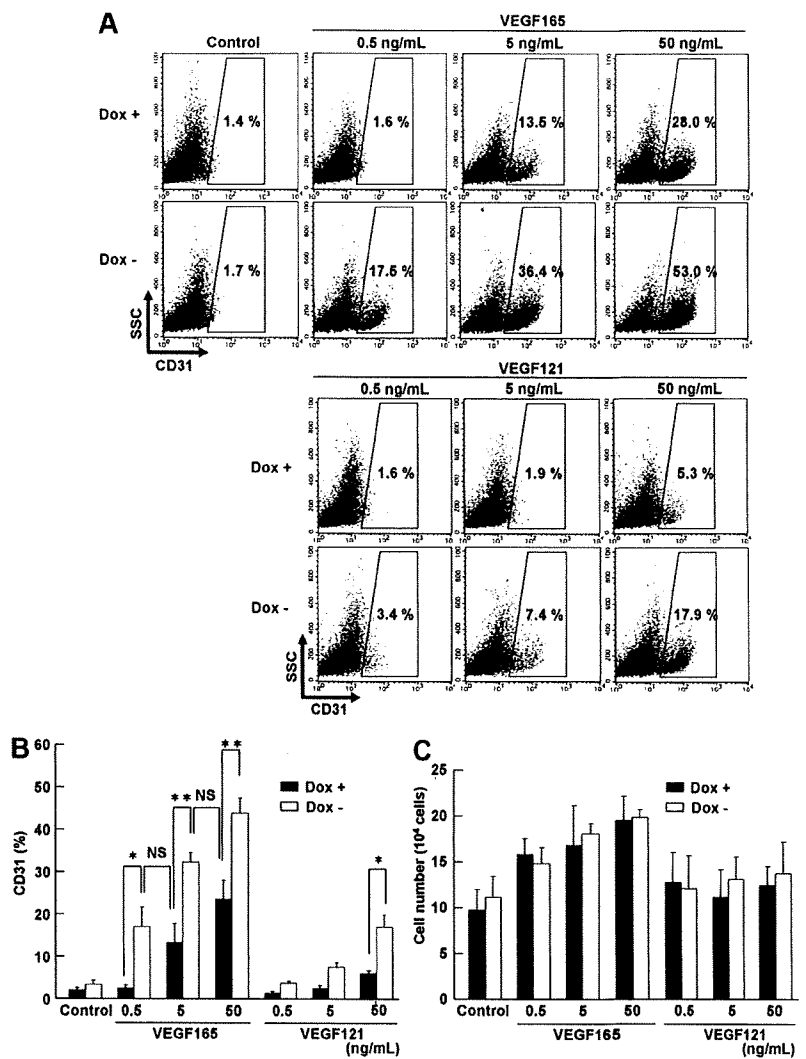 A
VEGF165
Control 0.5 ng/mL 5 ng/mL 50 ng/mL
Dox +
1.4 % 1.6 % 13.5 % 28.0 %
Dox -
1.7 % 17.5 % 36.4 % 53.0 %
SSC
CD31
VEGF121
0.5 ng/mL 5 ng/mL 50 ng/mL
Dox +
1.6 % 1.9 % 5.3 %
Dox -
3.4 % 7.4 % 17.9 %
SSC
CD31
B
60
50
40
30
20
10
0
CD31 (%)
* NS ** NS ** *
Dox +
Dox -
Control 0.5 5 50 0.5 5 50
VEGF165 VEGF121
(ng/mL)
C
25
20
15
10
5
0
Cell number (10⁴ cells)
Dox +
Dox -
Control 0.5 5 50 0.5 5 50
VEGF165 VEGF121
(ng/mL)